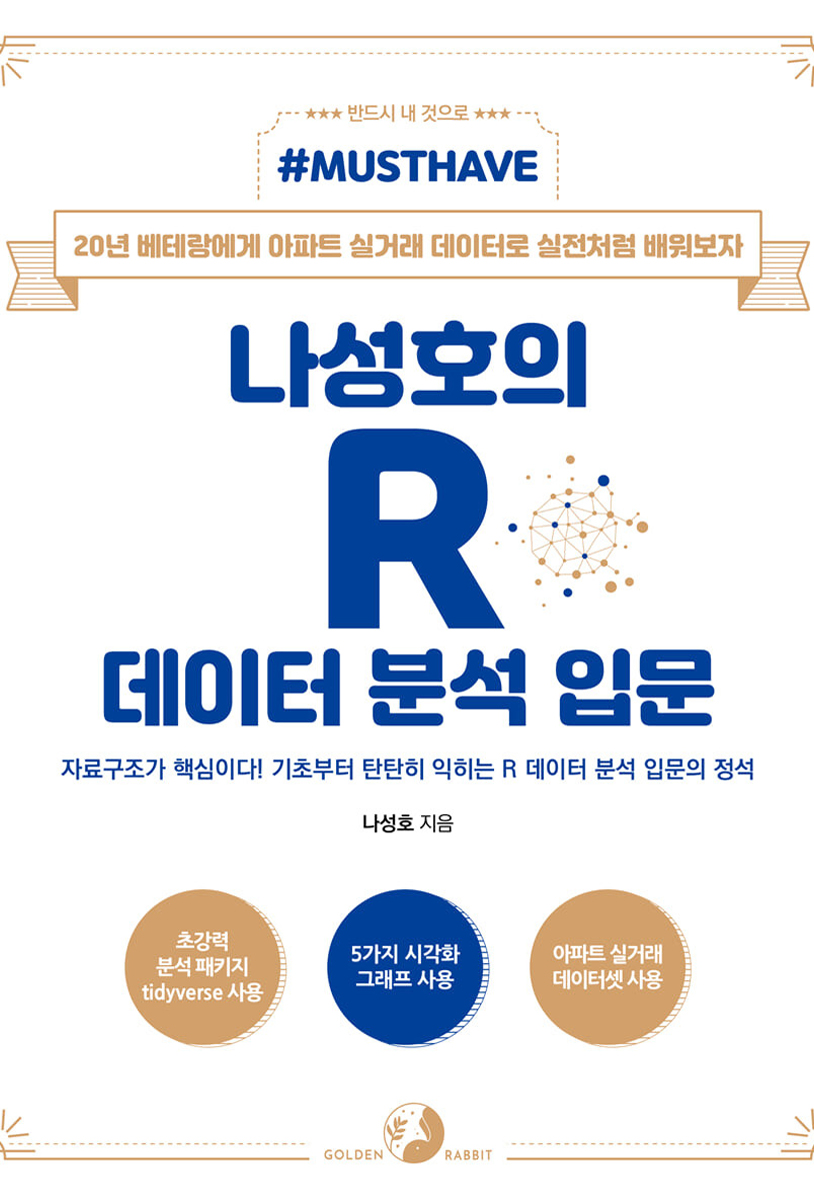 ★★★ 반드시 내 것으로 ★★★
#MUSTHAVE
20년 베테랑에게 아파트 실거래 데이터로 실전처럼 배워보자
나성호의
R
데이터 분석 입문
자료구조가 핵심이다! 기초부터 탄탄히 익히는 R 데이터 분석 입문의 정석
나성호 지음
초강력
분석 패키지
tidyverse 사용
5가지 시각화
그래프 사용
아파트 실거래
데이터셋 사용
GOLDEN RABBIT